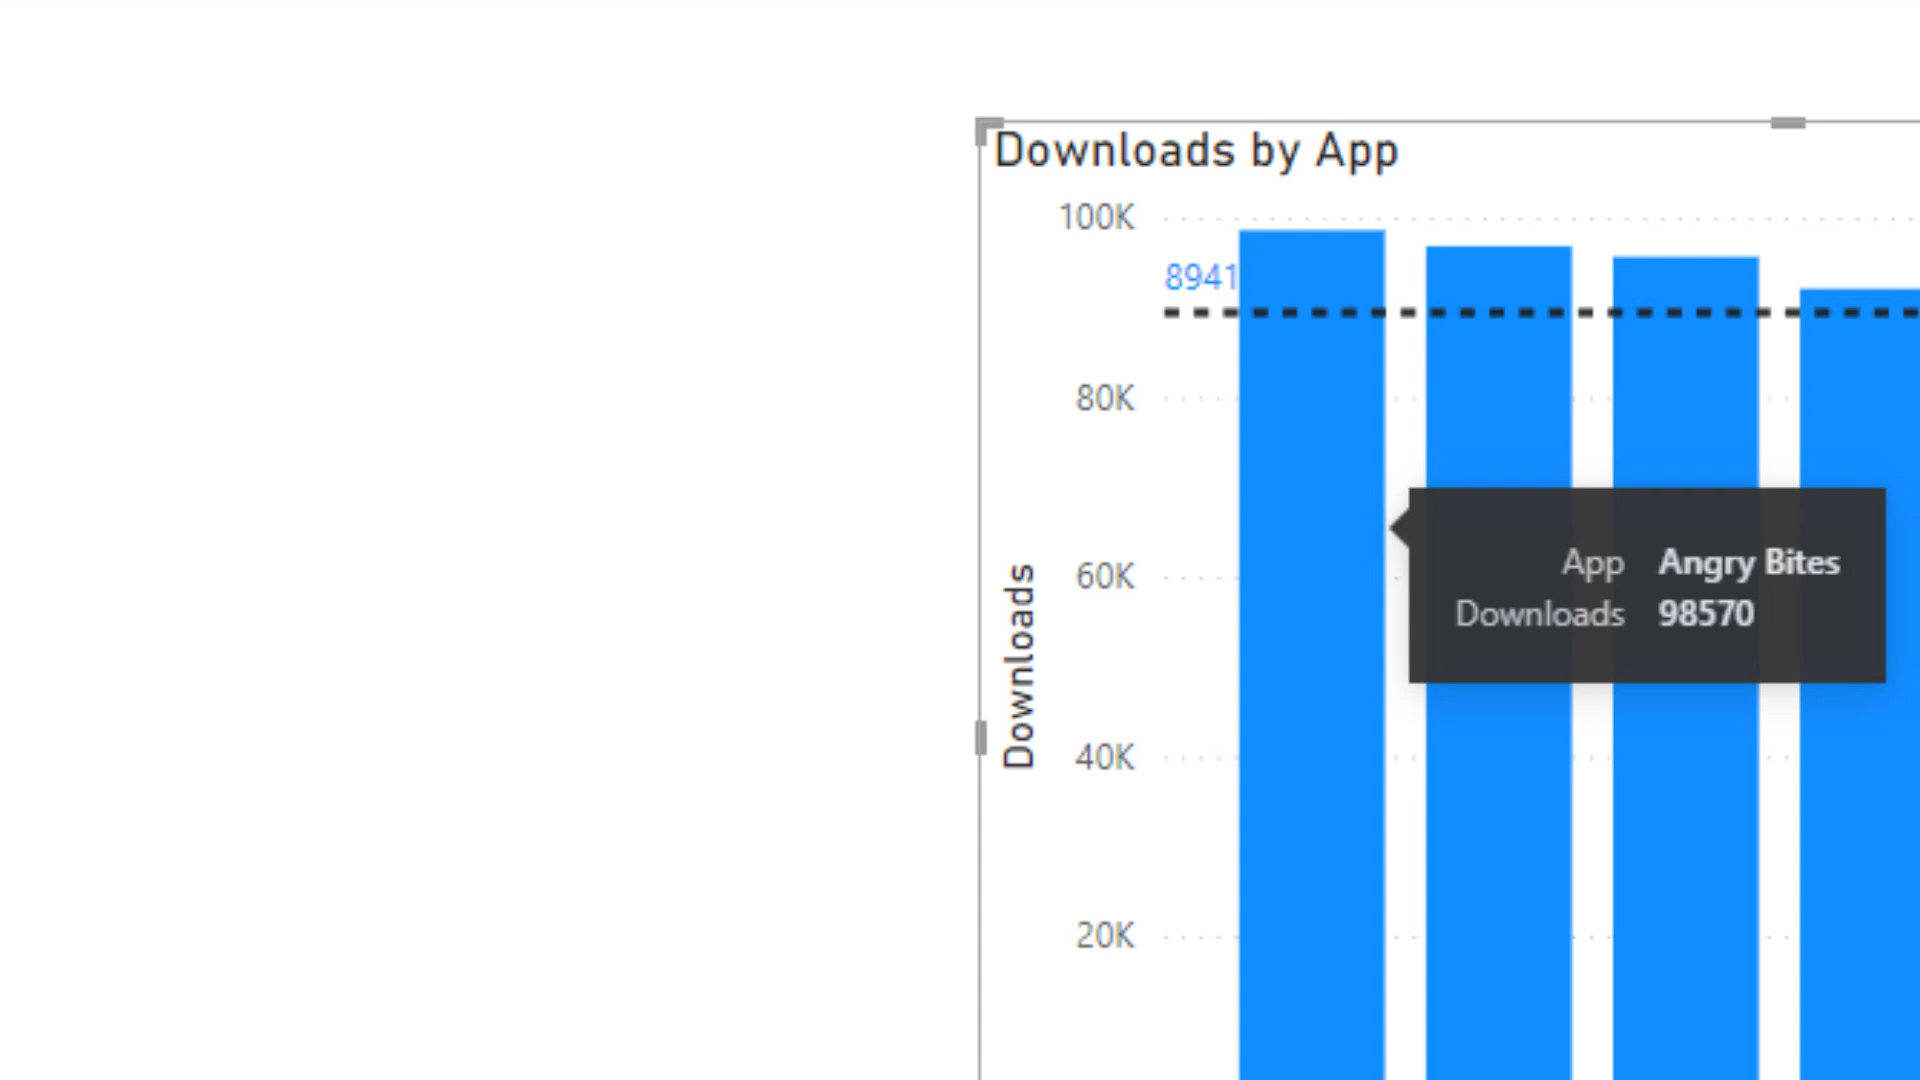 Downloads by App
100K
8941
80K
60K
40K
20K
Downloads
App Angry Bites
Downloads 98570